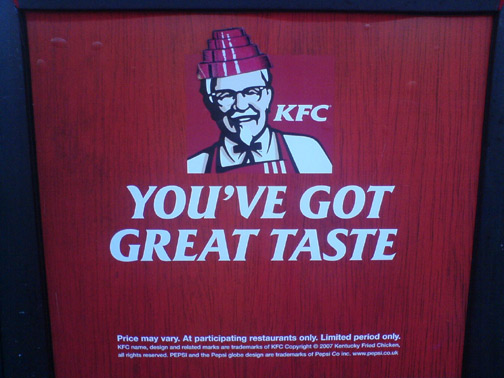 KFC
YOU'VE GOT
GREAT TASTE
Price may vary. At participating restaurants only. Limited period only.
KFC name, design and related marks are trademarks of KFC Copyright © 2007 Kentucky Fried Chicken,
all rights reserved. PEPSI and the Pepsi globe design are trademarks of Pepsi Co inc. www.pepsi.co.uk